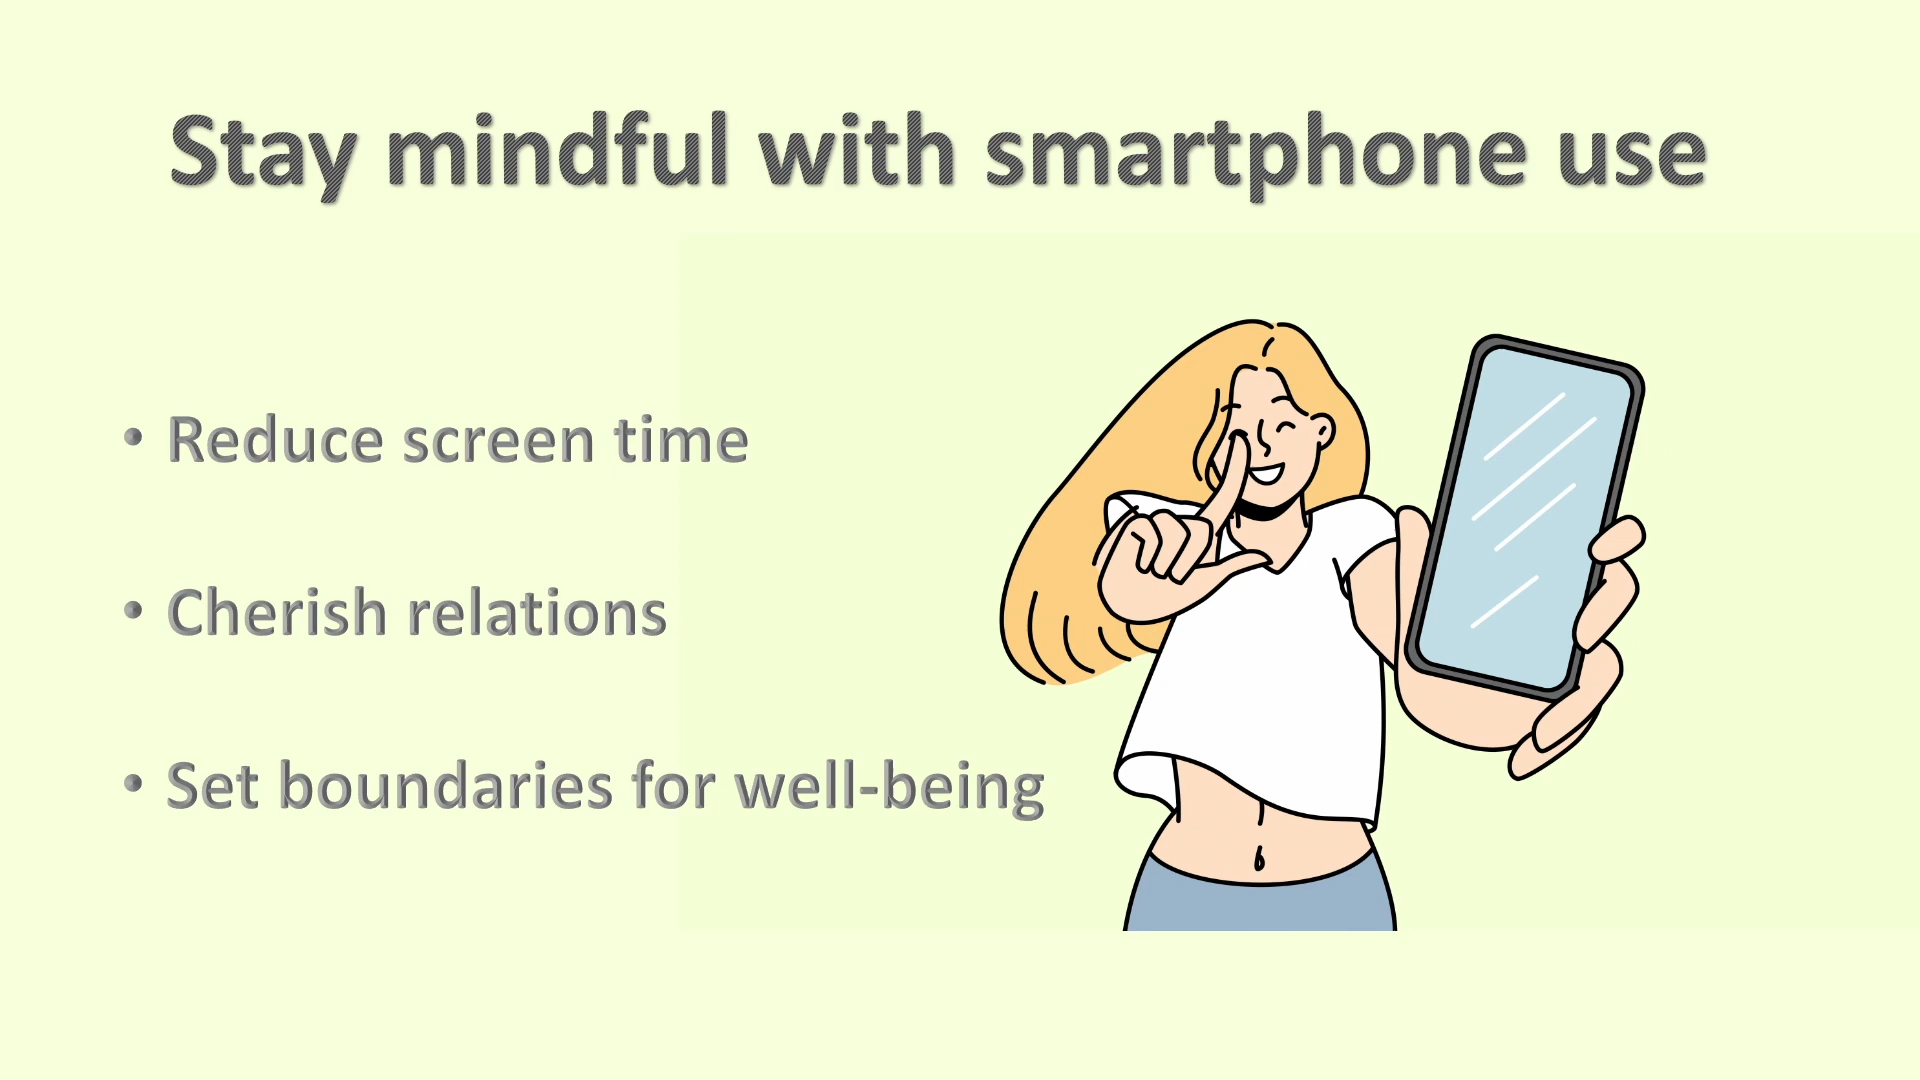 Stay mindful with smartphone use
• Reduce screen time
• Cherish relations
• Set boundaries for well-being